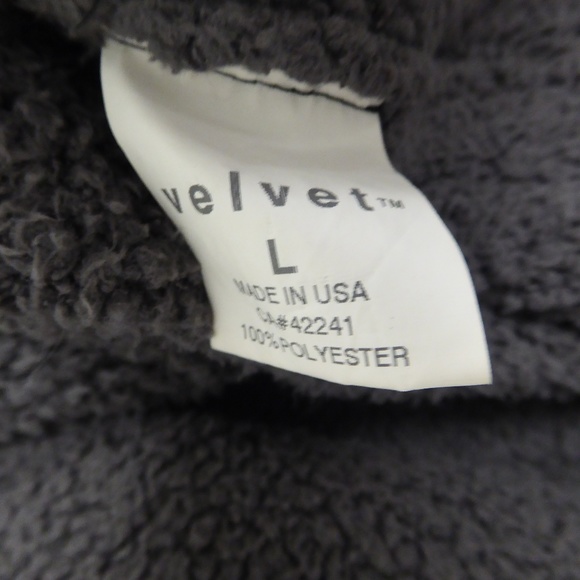 velvet™
L
MADE IN USA
CA#42241
100% POLYESTER